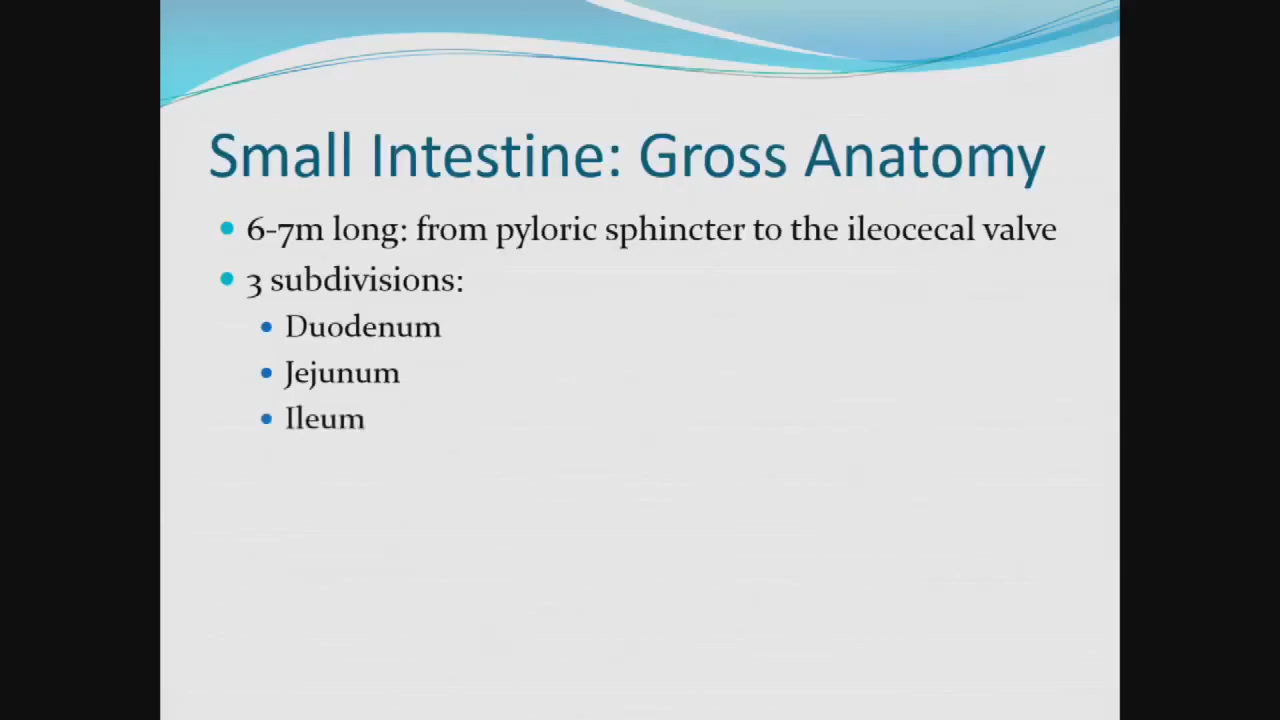 Small Intestine: Gross Anatomy
6-7m long: from pyloric sphincter to the ileocecal valve
3 subdivisions:
Duodenum
Jejunum
Ileum